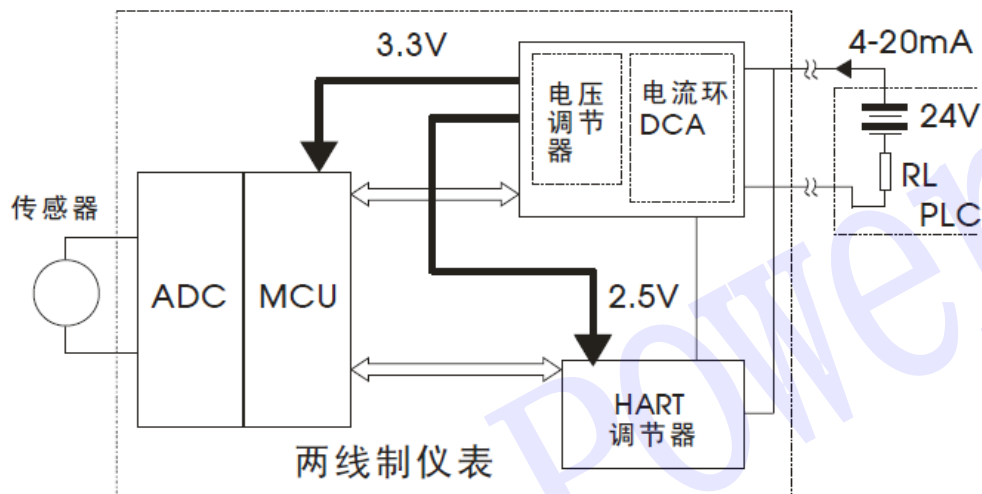 3.3V
4-20mA
电压
调节
器
电流环
DCA
24V
RL
PLC
传感器
ADC
MCU
2.5V
HART
调节器
两线制仪表
Power